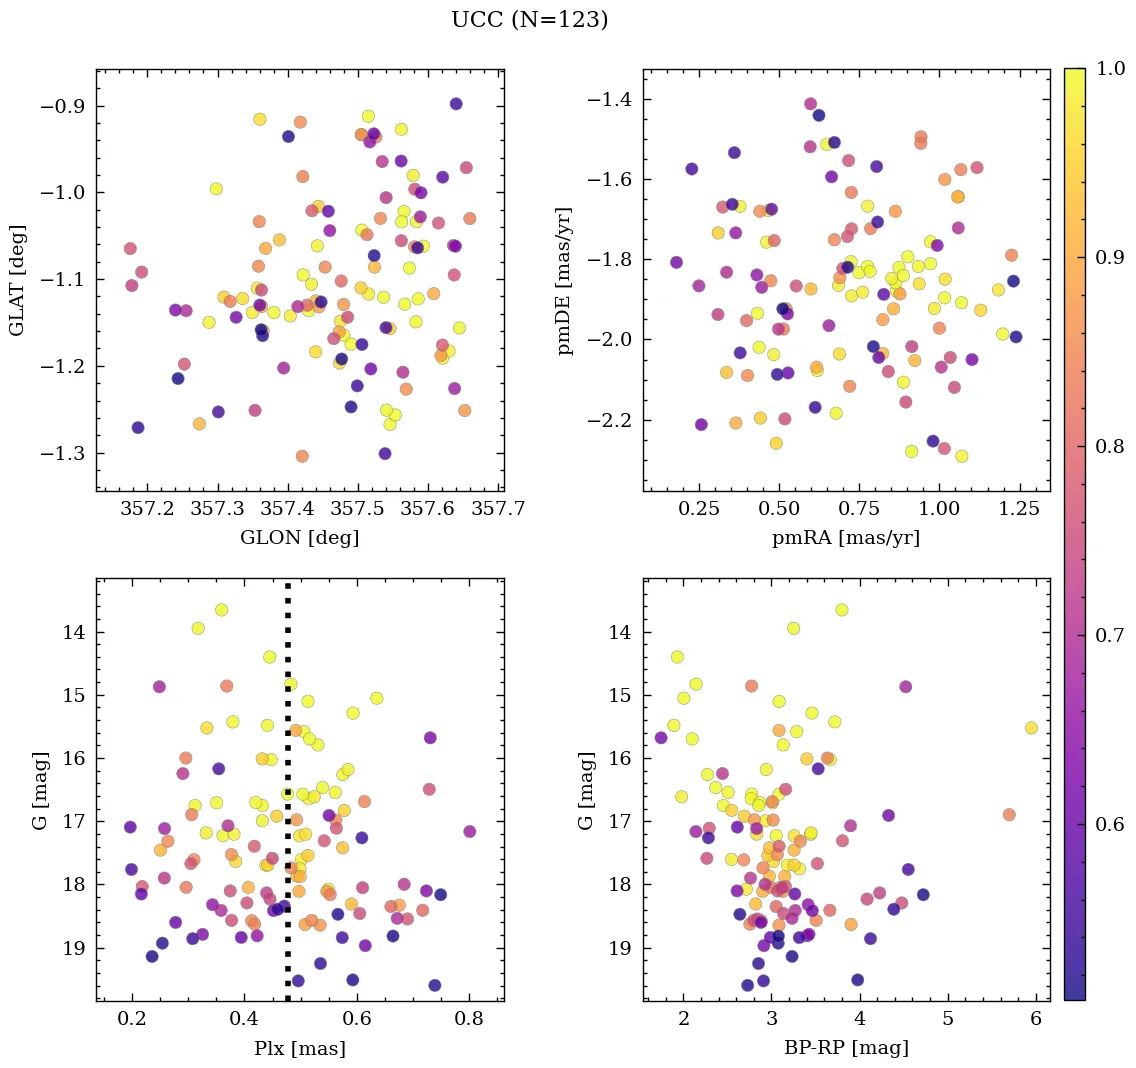 UCC (N=123)
−0.9
−1.0
−1.1
−1.2
−1.3
GLAT [deg]
357.2 357.3 357.4 357.5 357.6 357.7
GLON [deg]
−1.4
−1.6
−1.8
−2.0
−2.2
pmDE [mas/yr]
0.25 0.50 0.75 1.00 1.25
pmRA [mas/yr]
1.0
0.9
0.8
0.7
0.6
14
15
16
17
18
19
G [mag]
0.2 0.4 0.6 0.8
Plx [mas]
14
15
16
17
18
19
G [mag]
2 3 4 5 6
BP-RP [mag]